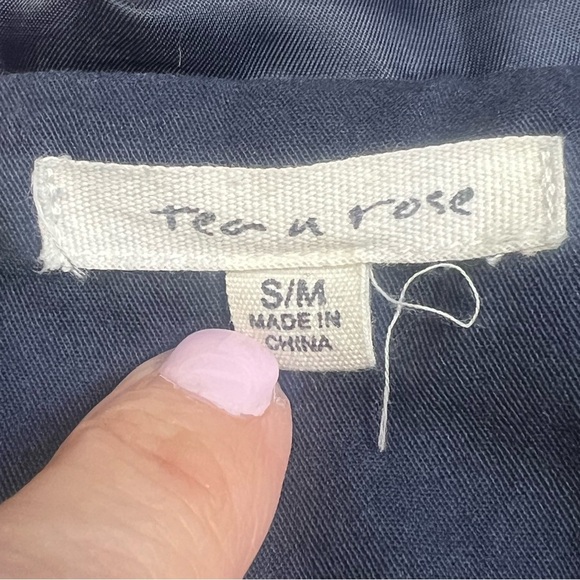 tea n rose
S/M
MADE IN
CHINA